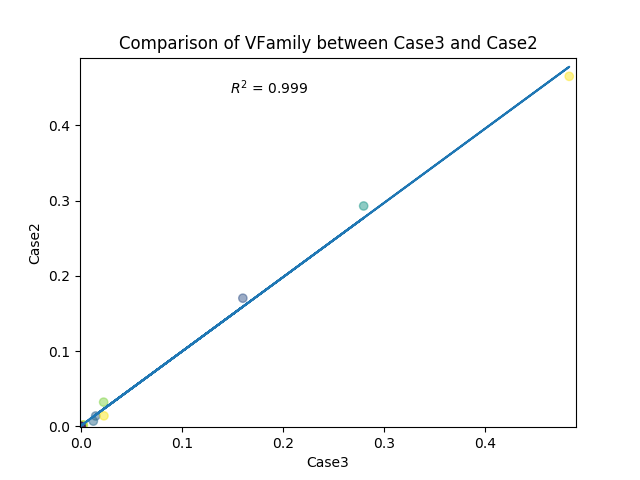 Comparison of VFamily between Case3 and Case2
R² = 0.999
Case2
0.4
0.3
0.2
0.1
0.0
0.0 0.1 0.2 0.3 0.4
Case3